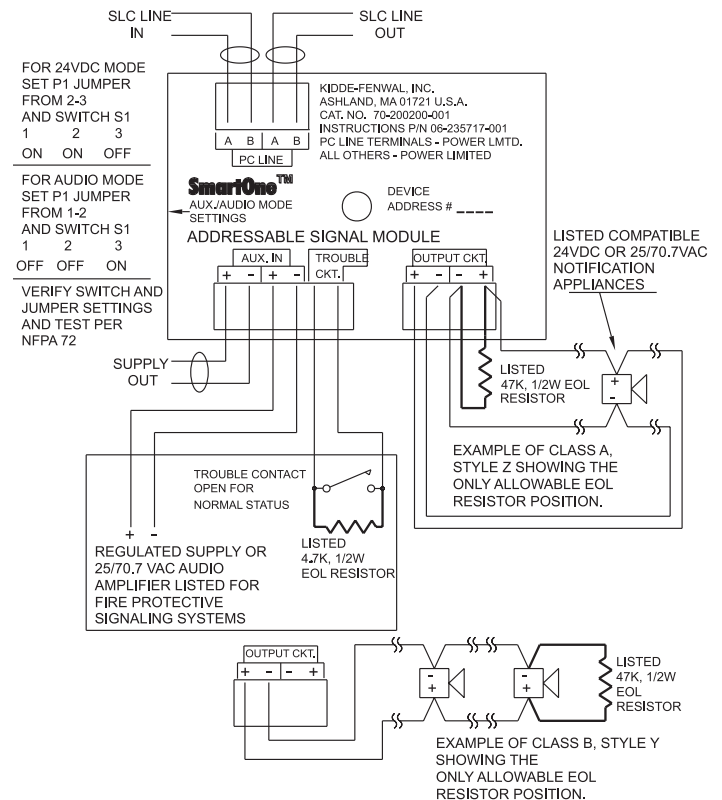 SLC LINE
IN
SLC LINE
OUT
FOR 24VDC MODE
SET P1 JUMPER
FROM 2-3
AND SWITCH S1
1 2 3
ON ON OFF
FOR AUDIO MODE
SET P1 JUMPER
FROM 1-2
AND SWITCH S1
1 2 3
OFF OFF ON
VERIFY SWITCH AND
JUMPER SETTINGS
AND TEST PER
NFPA 72
KIDDE-FENWAL, INC.
ASHLAND, MA 01721 U.S.A.
CAT. NO. 70-200200-001
INSTRUCTIONS P/N 06-235717-001
PC LINE TERMINALS - POWER LMTD.
ALL OTHERS - POWER LIMITED
A B A B
PC LINE
SmartOne™
AUX./AUDIO MODE
SETTINGS
DEVICE
ADDRESS # _ _ _ _
ADDRESSABLE SIGNAL MODULE
AUX. IN
+ - + -
TROUBLE
CKT.
OUTPUT CKT.
+ - - +
LISTED COMPATIBLE
24VDC OR 25/70.7VAC
NOTIFICATION
APPLIANCES
SUPPLY
OUT
LISTED
47K, 1/2W EOL
RESISTOR
+
-
EXAMPLE OF CLASS A,
STYLE Z SHOWING THE
ONLY ALLOWABLE EOL
RESISTOR POSITION.
TROUBLE CONTACT
OPEN FOR
NORMAL STATUS
+ -
REGULATED SUPPLY OR
25/70.7 VAC AUDIO
AMPLIFIER LISTED FOR
FIRE PROTECTIVE
SIGNALING SYSTEMS
LISTED
4.7K, 1/2W
EOL RESISTOR
OUTPUT CKT.
+ - - +
-
+
-
+
LISTED
47K, 1/2W
EOL
RESISTOR
EXAMPLE OF CLASS B, STYLE Y
SHOWING THE
ONLY ALLOWABLE EOL
RESISTOR POSITION.